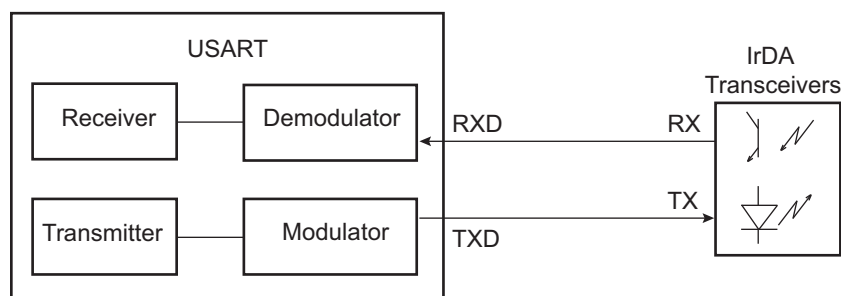 USART
IrDA
Transceivers
Receiver
Demodulator
RXD
RX
Transmitter
Modulator
TXD
TX